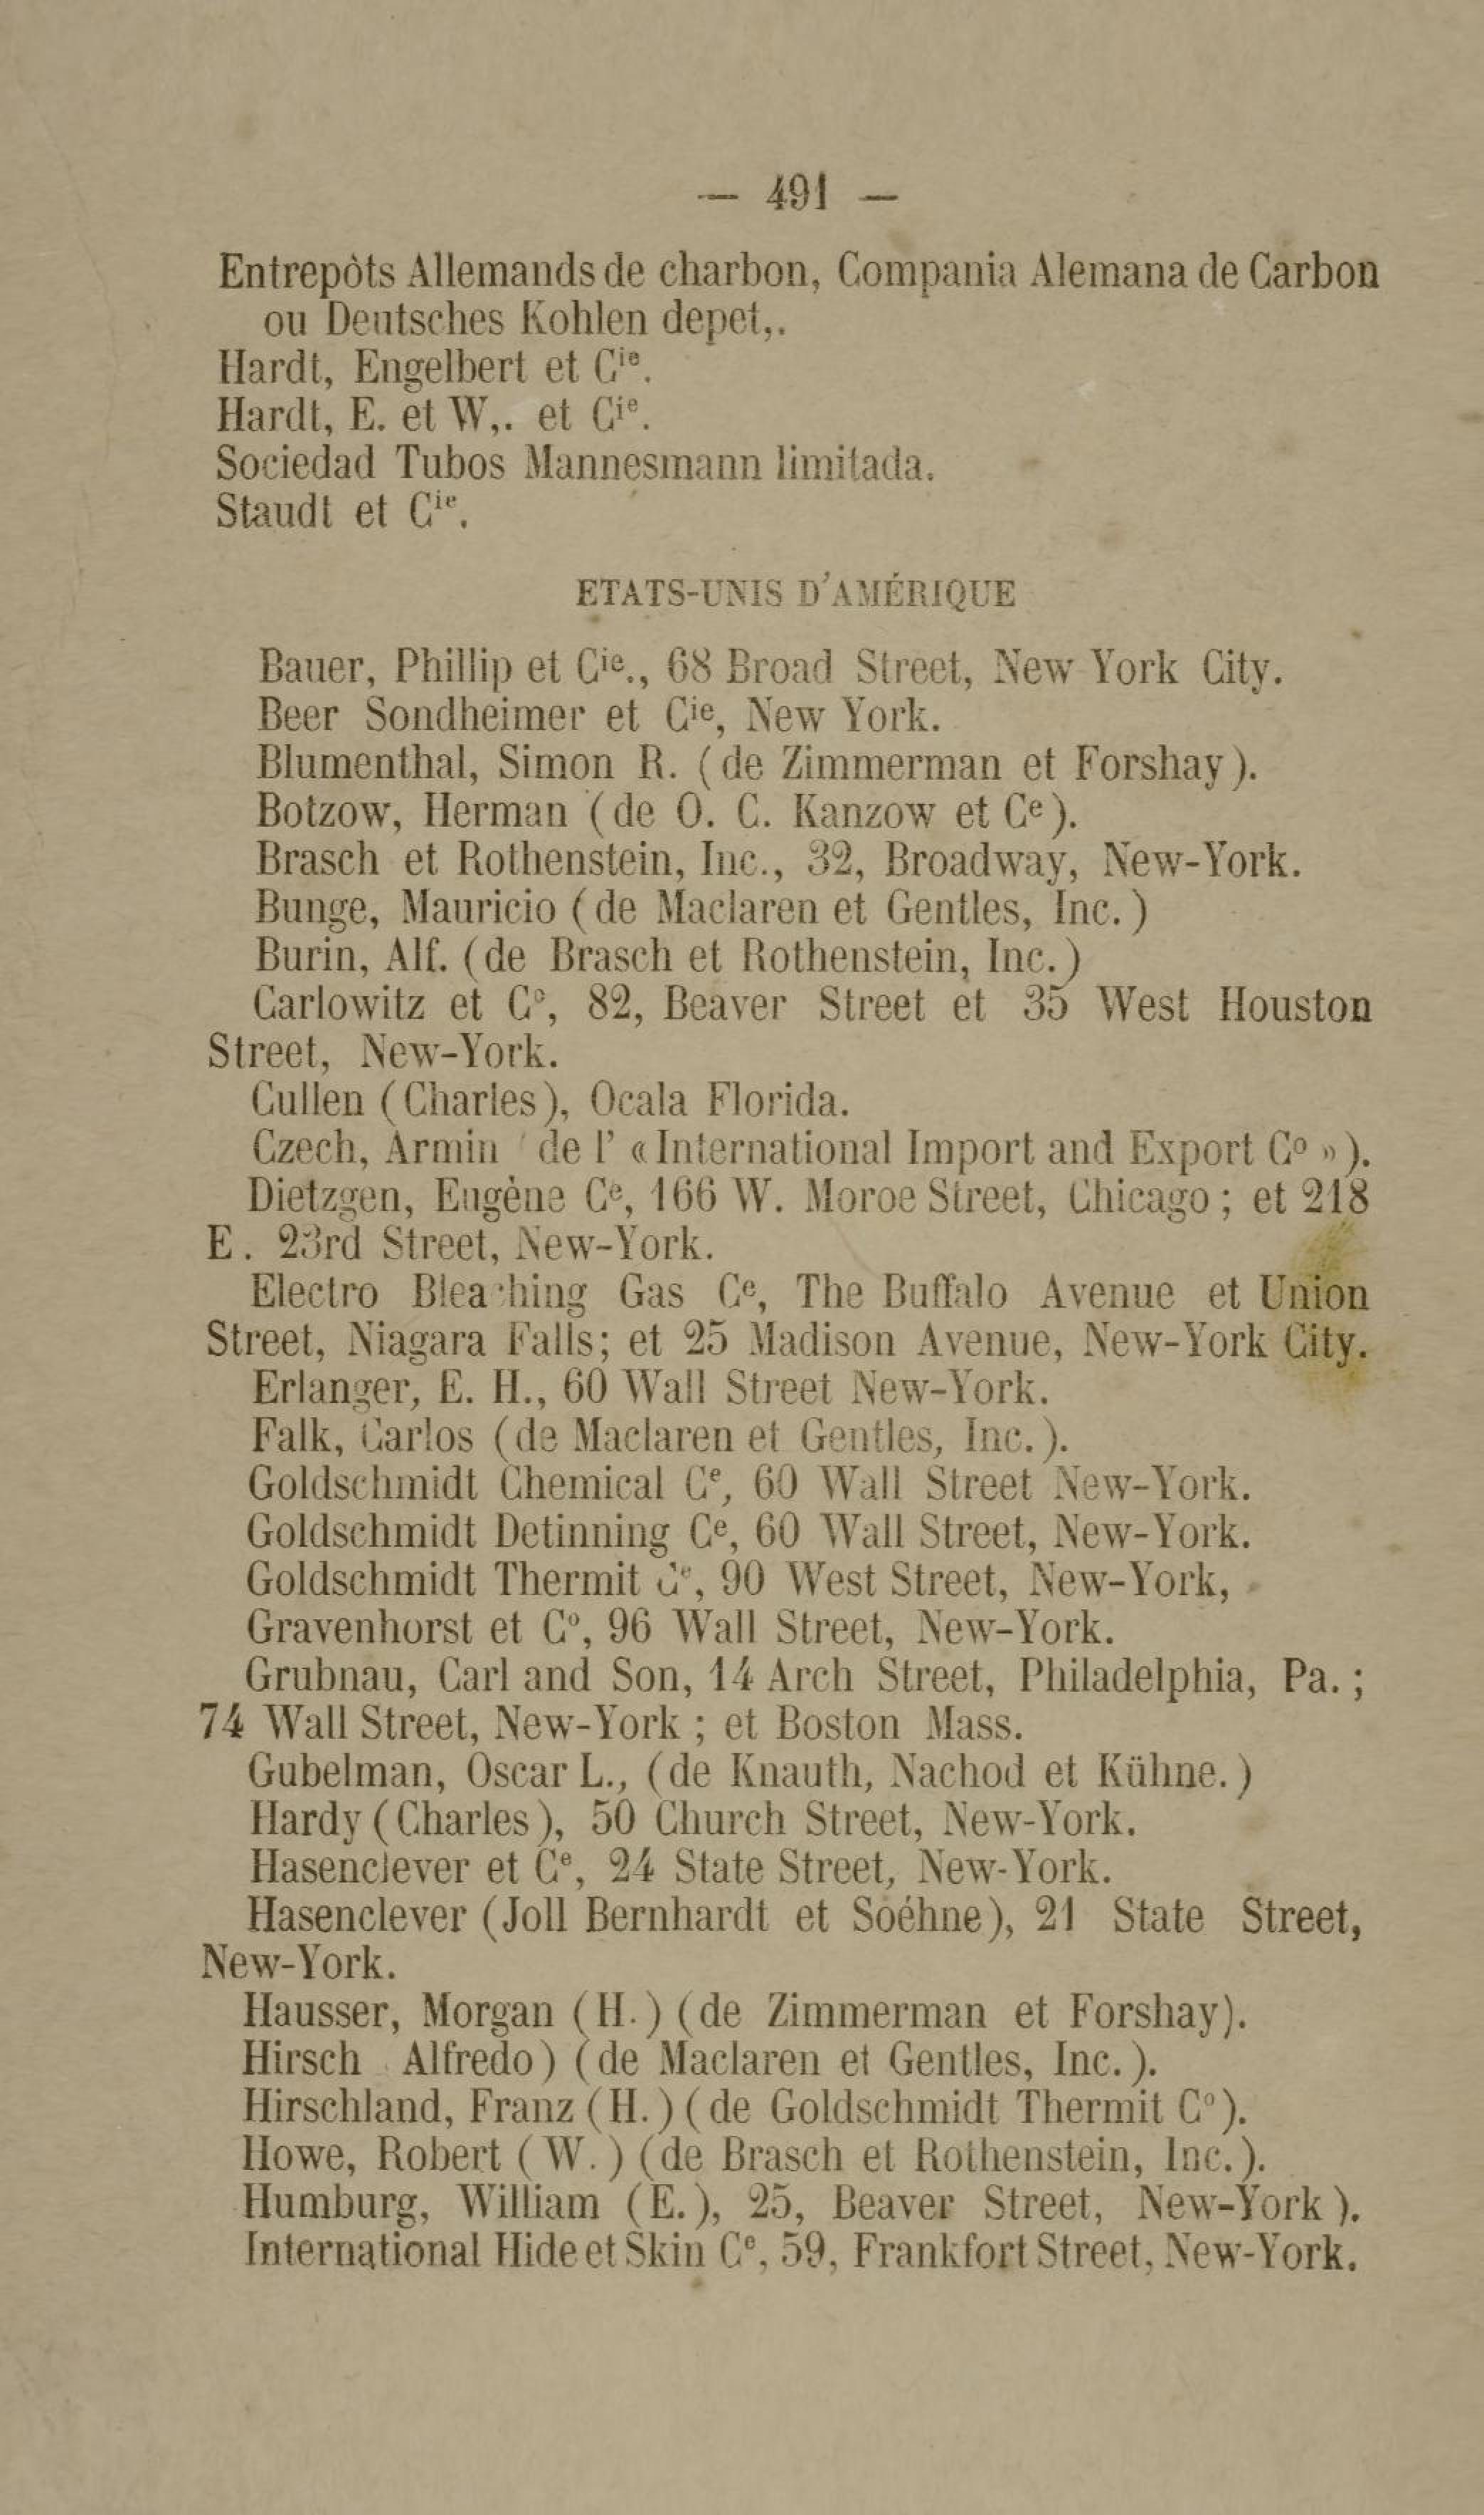 — 491 —
Entrepôts Allemands de charbon, Compania Alemana de Carbon
ou Deutsches Kohlen depet,.
Hardt, Engelbert et Cie.
Hardt, E. et W,. et Cie.
Sociedad Tubos Mannesmann limitada.
Staudt et Cie.
ETATS-UNIS D'AMÉRIQUE
Bauer, Phillip et Cie., 68 Broad Street, New York City.
Beer Sondheimer et Cie, New York.
Blumenthal, Simon R. (de Zimmerman et Forshay).
Botzow, Herman (de O. C. Kanzow et Ce).
Brasch et Rothenstein, Inc., 32, Broadway, New-York.
Bunge, Mauricio (de Maclaren et Gentles, Inc.)
Burin, Alf. (de Brasch et Rothenstein, Inc.)
Carlowitz et Co, 82, Beaver Street et 35 West Houston
Street, New-York.
Cullen (Charles), Ocala Florida.
Czech, Armin de l' « International Import and Export Co »).
Dietzgen, Eugène Ce, 166 W. Moroe Street, Chicago ; et 218
E. 23rd Street, New-York.
Electro Bleaching Gas Ce, The Buffalo Avenue et Union
Street, Niagara Falls; et 25 Madison Avenue, New-York City.
Erlanger, E. H., 60 Wall Street New-York.
Falk, Carlos (de Maclaren et Gentles, Inc.).
Goldschmidt Chemical Ce, 60 Wall Street New-York.
Goldschmidt Detinning Ce, 60 Wall Street, New-York.
Goldschmidt Thermit Ce, 90 West Street, New-York,
Gravenhorst et Co, 96 Wall Street, New-York.
Grubnau, Carl and Son, 14 Arch Street, Philadelphia, Pa. ;
74 Wall Street, New-York ; et Boston Mass.
Gubelman, Oscar L., (de Knauth, Nachod et Kühne.)
Hardy (Charles), 50 Church Street, New-York.
Hasenclever et Ce, 24 State Street, New-York.
Hasenclever (Joll Bernhardt et Soéhne), 21 State Street,
New-York.
Hausser, Morgan (H.) (de Zimmerman et Forshay).
Hirsch Alfredo) (de Maclaren et Gentles, Inc.).
Hirschland, Franz (H.) (de Goldschmidt Thermit Co).
Howe, Robert (W.) (de Brasch et Rothenstein, Inc.).
Humburg, William (E.), 25, Beaver Street, New-York).
International Hide et Skin Ce, 59, Frankfort Street, New-York.